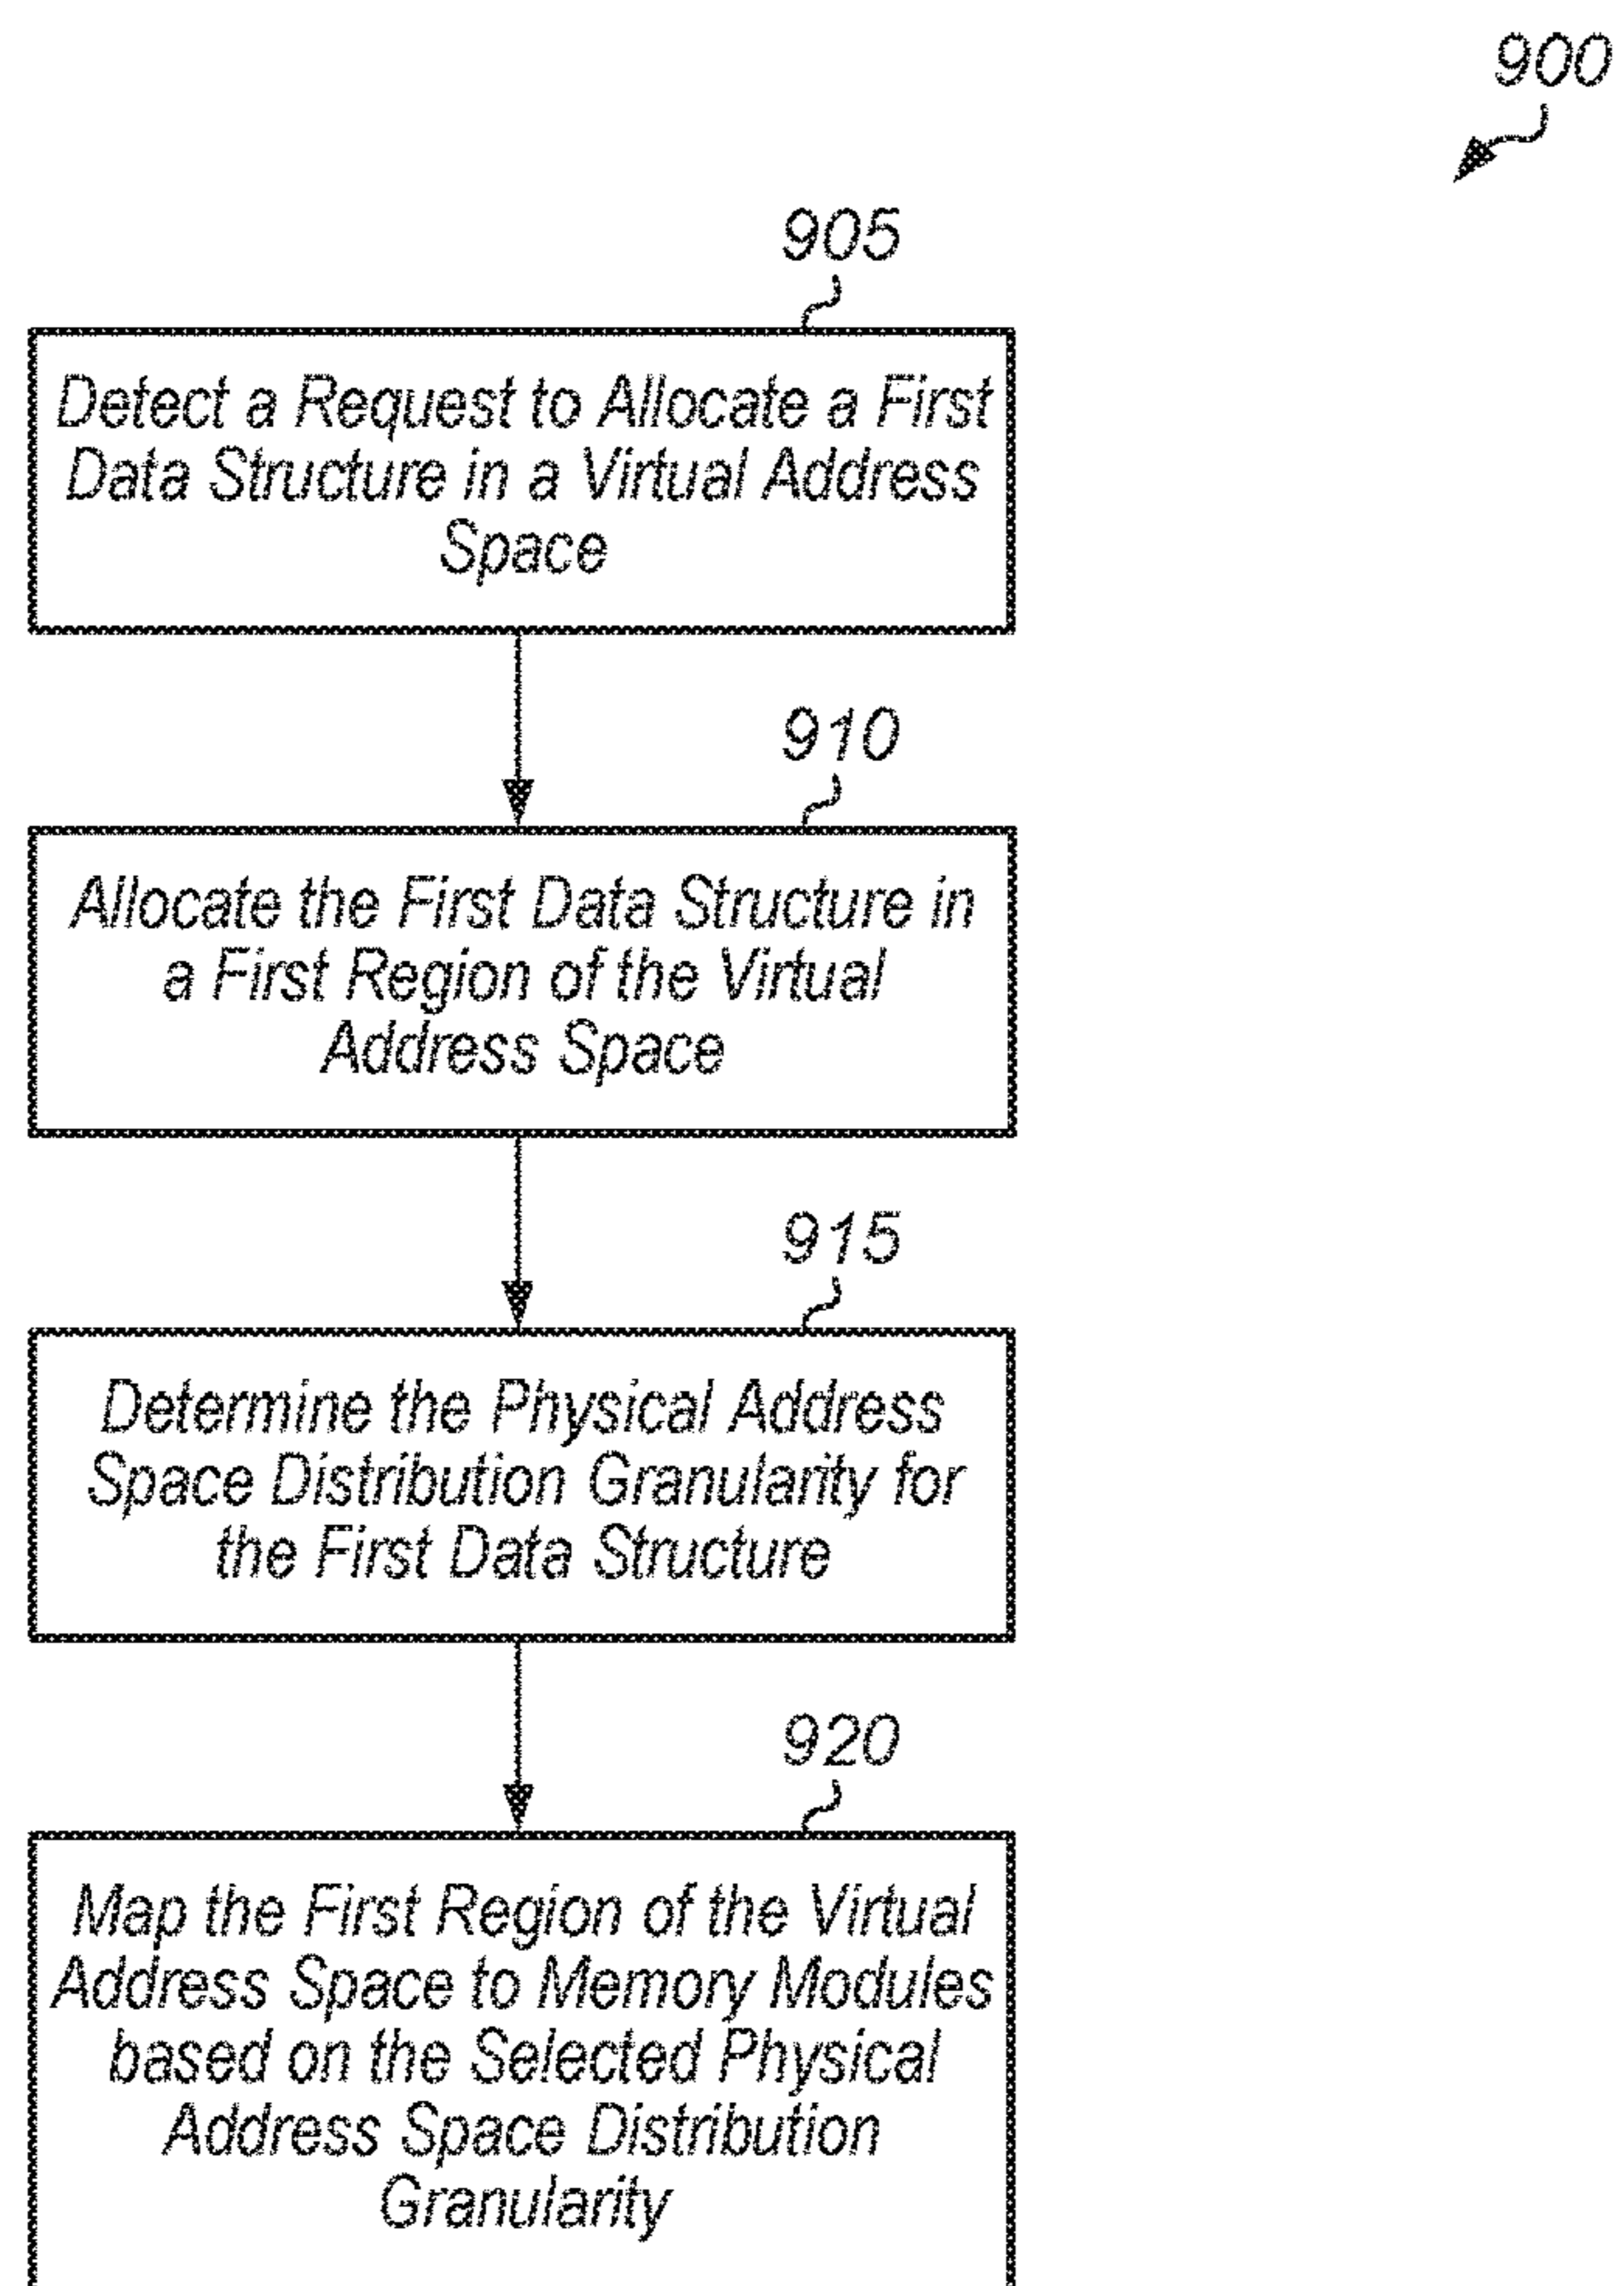 900
905
Detect a Request to Allocate a First
Data Structure in a Virtual Address
Space
910
Allocate the First Data Structure in
a First Region of the Virtual
Address Space
915
Determine the Physical Address
Space Distribution Granularity for
the First Data Structure
920
Map the First Region of the Virtual
Address Space to Memory Modules
based on the Selected Physical
Address Space Distribution
Granularity